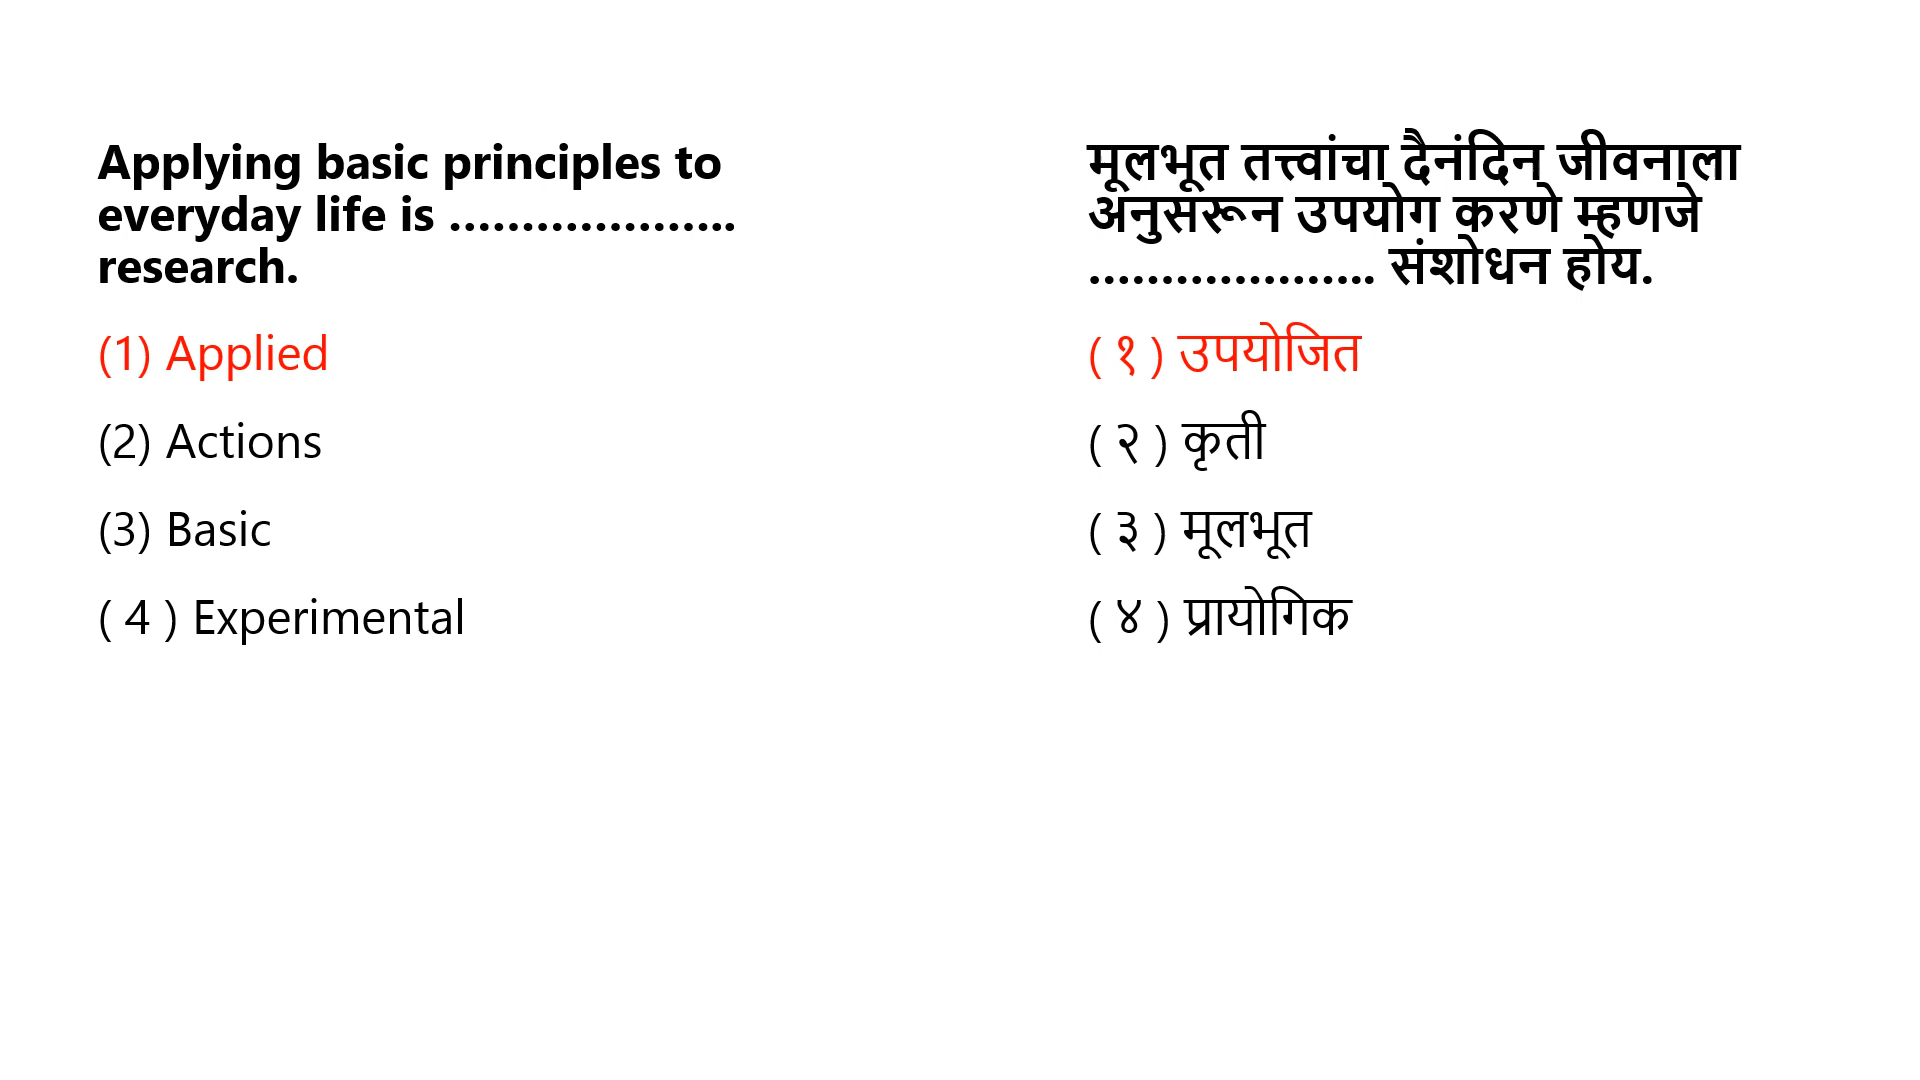 Applying basic principles to
everyday life is ………………..
research.
(1) Applied
(2) Actions
(3) Basic
( 4 ) Experimental
मूलभूत तत्त्वांचा दैनंदिन जीवनाला
अनुसरून उपयोग करणे म्हणजे
……………….. संशोधन होय.
( १ ) उपयोजित
( २ ) कृती
( ३ ) मूलभूत
( ४ ) प्रायोगिक